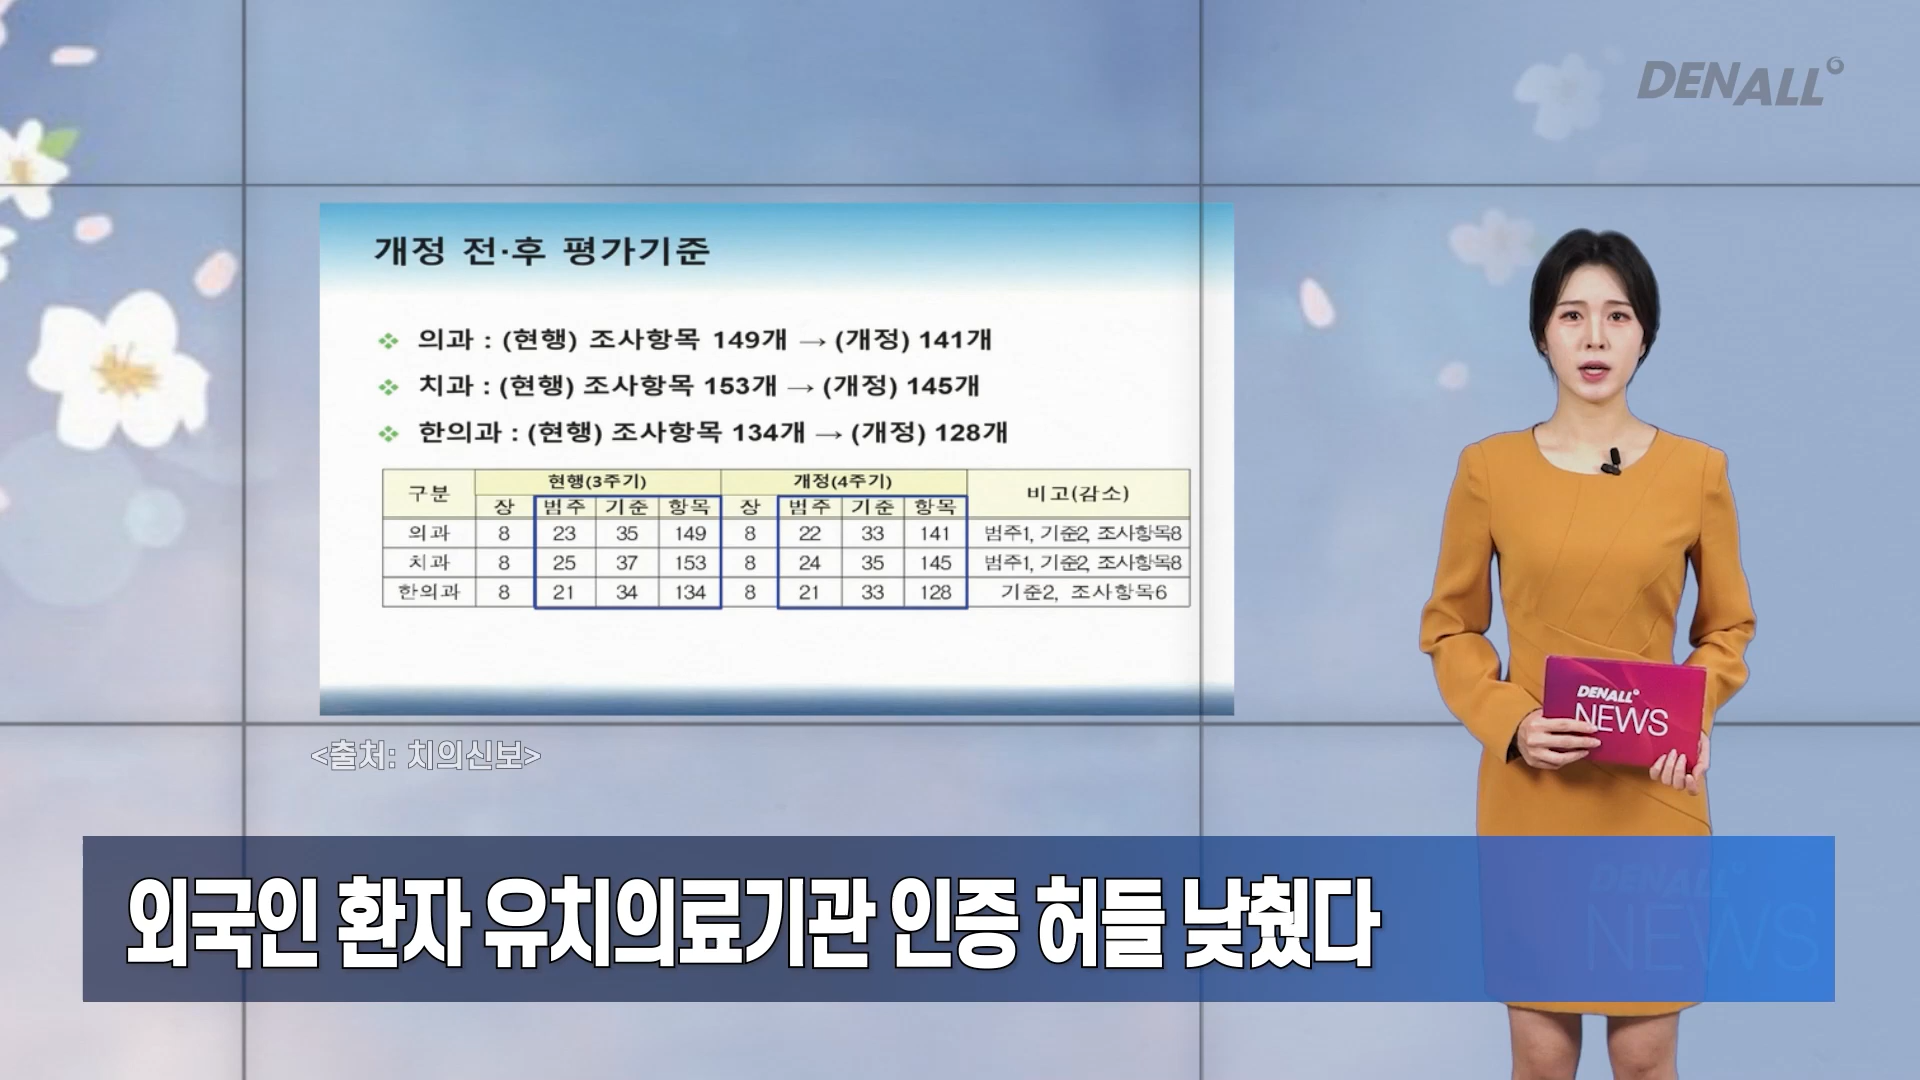 DENALL
개정 전·후 평가기준
의과 : (현행) 조사항목 149개 → (개정) 141개
치과 : (현행) 조사항목 153개 → (개정) 145개
한의과 : (현행) 조사항목 134개 → (개정) 128개
구분 현행(3주기) 개정(4주기) 비고(감소)
장 범주 기준 항목 장 범주 기준 항목
의과 8 23 35 149 8 22 33 141 범주1, 기준2, 조사항목8
치과 8 25 37 153 8 24 35 145 범주1, 기준2, 조사항목8
한의과 8 21 34 134 8 21 33 128 기준2, 조사항목6
DENALL
NEWS
<출처: 치의신보>
외국인 환자 유치의료기관 인증 허들 낮췄다
DENALL
NEWS